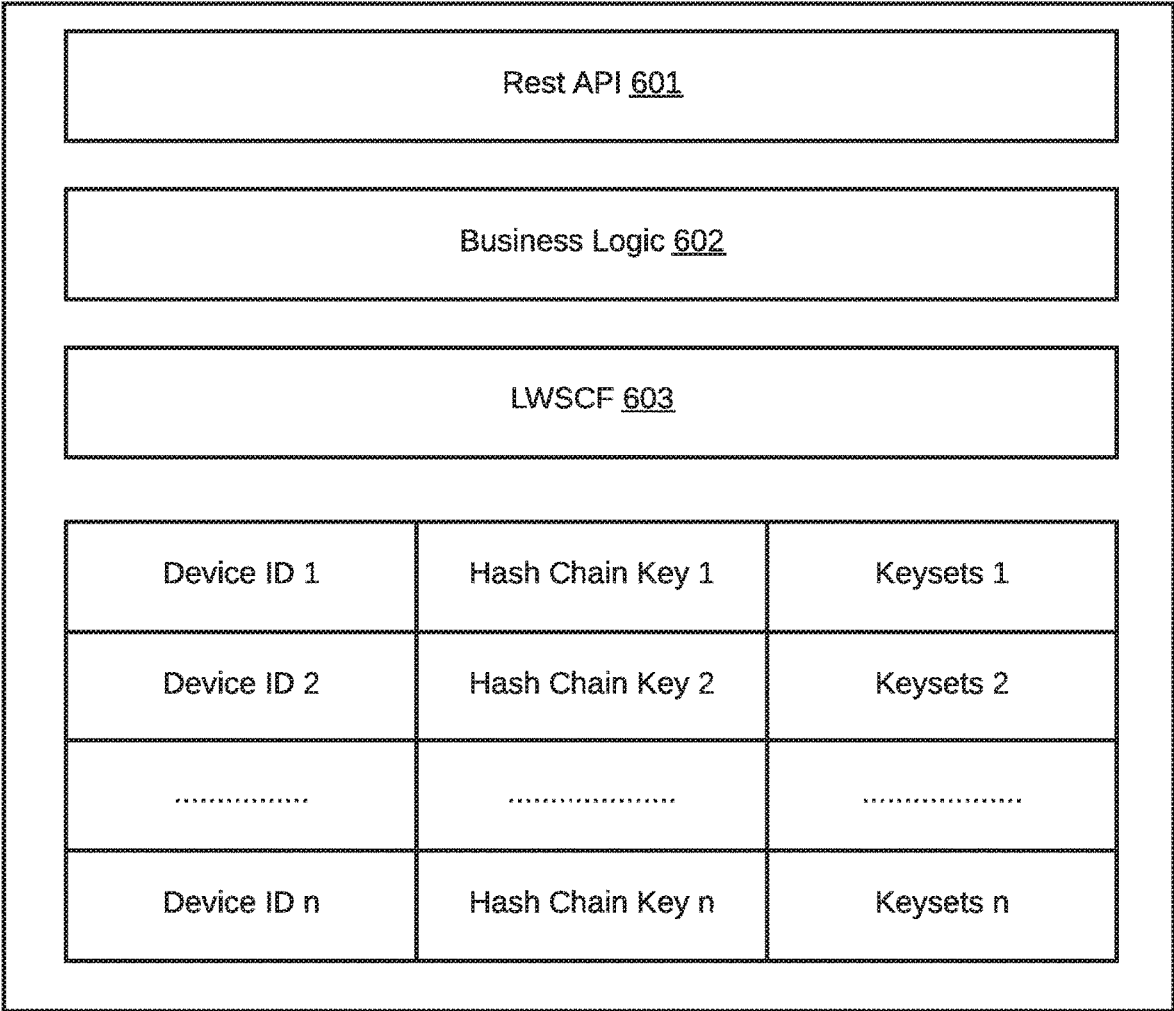 Rest API 601
Business Logic 602
LWSCF 603
Device ID 1 Hash Chain Key 1 Keysets 1
Device ID 2 Hash Chain Key 2 Keysets 2
................ .................... ...................
Device ID n Hash Chain Key n Keysets n